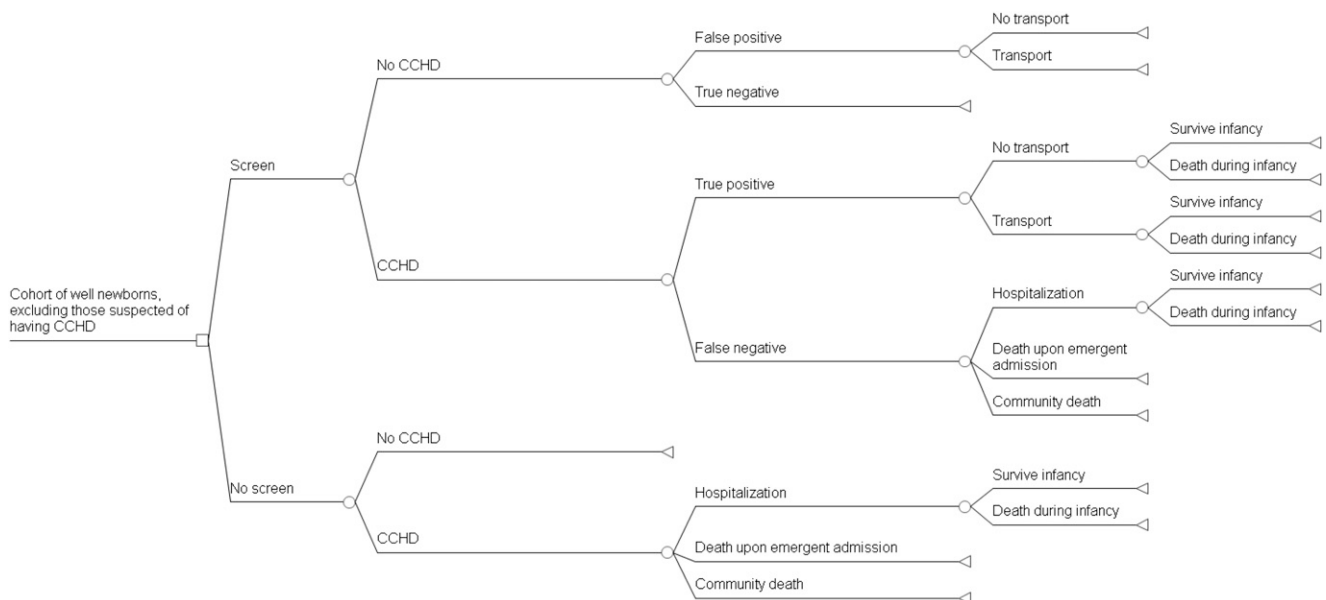 No transport
False positive
Transport
No CCHD
True negative
Survive infancy
No transport
Death during infancy
Screen
True positive
Survive infancy
Transport
Death during infancy
CCHD
Survive infancy
Hospitalization
Death during infancy
Cohort of well newborns,
excluding those suspected of
having CCHD
False negative
Death upon emergent
admission
Community death
No CCHD
Survive infancy
No screen
Hospitalization
Death during infancy
CCHD
Death upon emergent admission
Community death